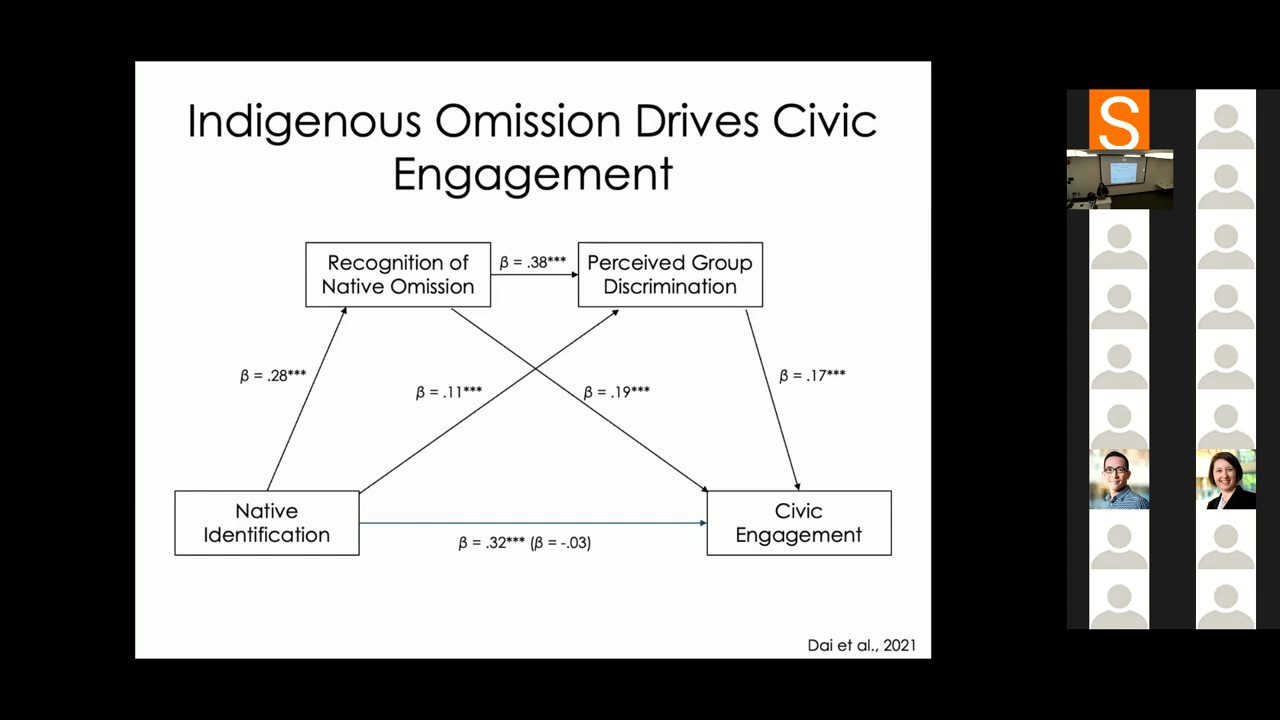 Indigenous Omission Drives Civic
Engagement
Recognition of
Native Omission
β = .38***
Perceived Group
Discrimination
β = .28***
β = .11***
β = .19***
β = .17***
Native
Identification
β = .32*** (β = -.03)
Civic
Engagement
Dai et al., 2021
S